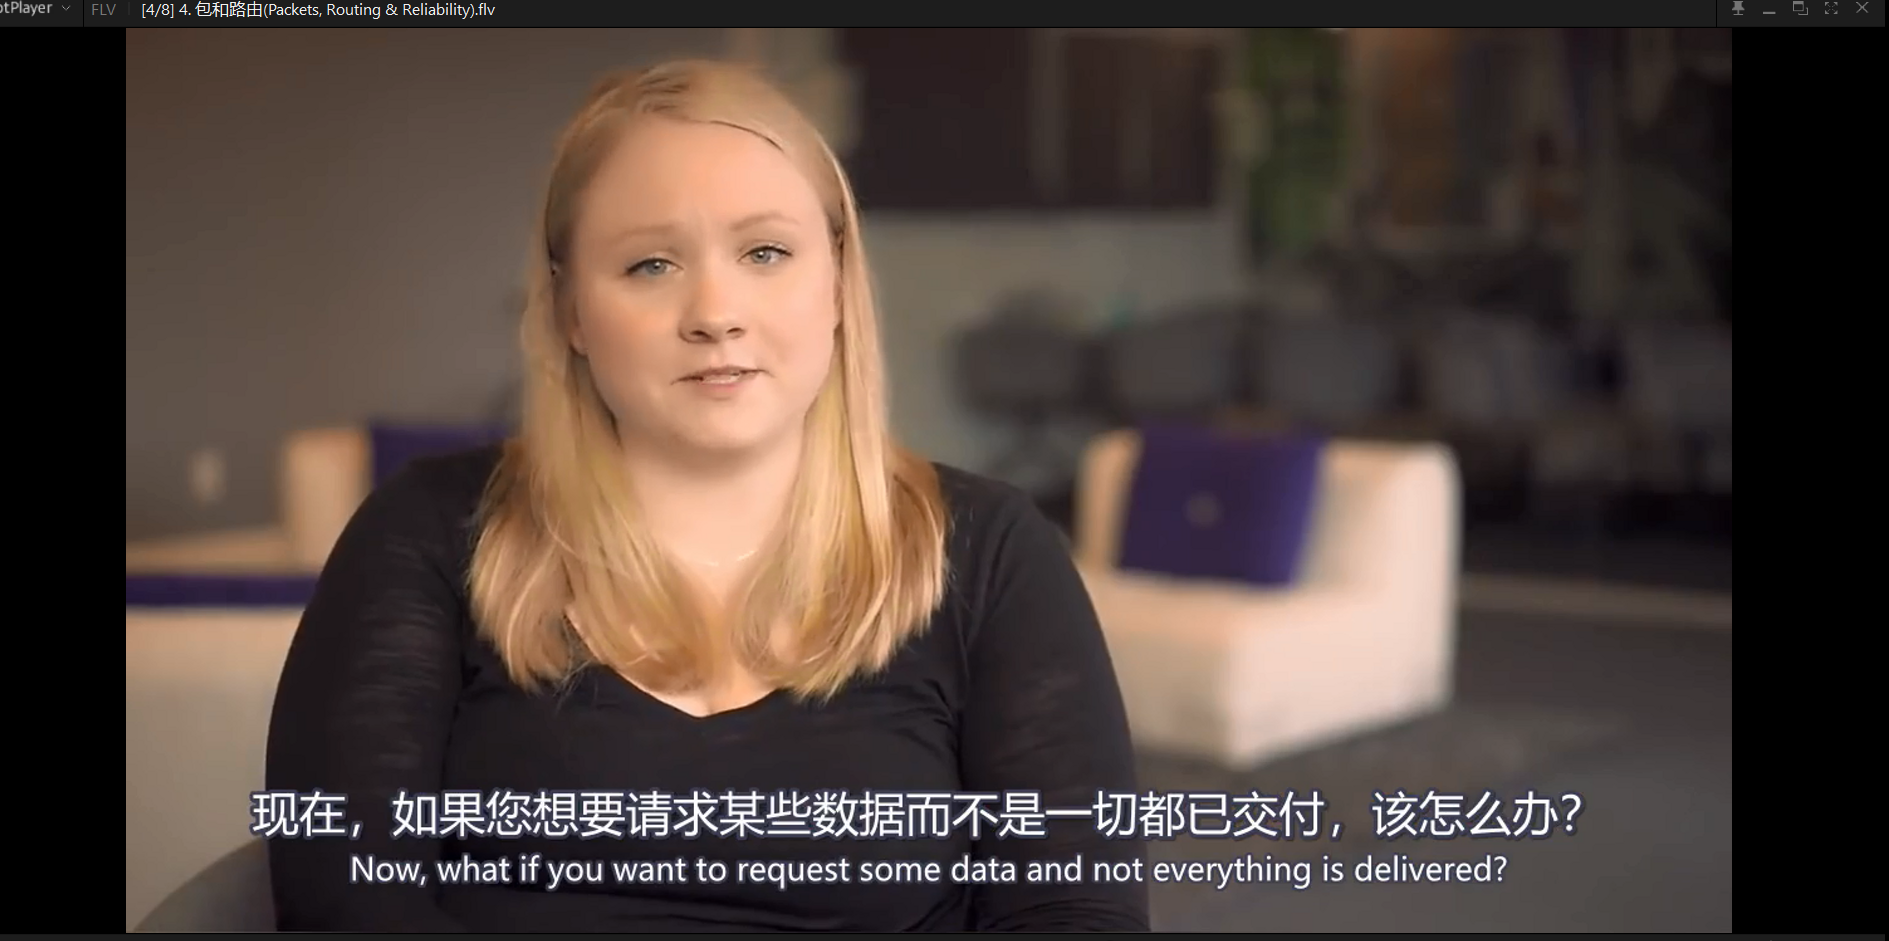 otPlayer FLV [4/8] 4. 包和路由(Packets, Routing & Reliability).flv
现在，如果您想要请求某些数据而不是一切都已交付，该怎么办？
Now, what if you want to request some data and not everything is delivered?